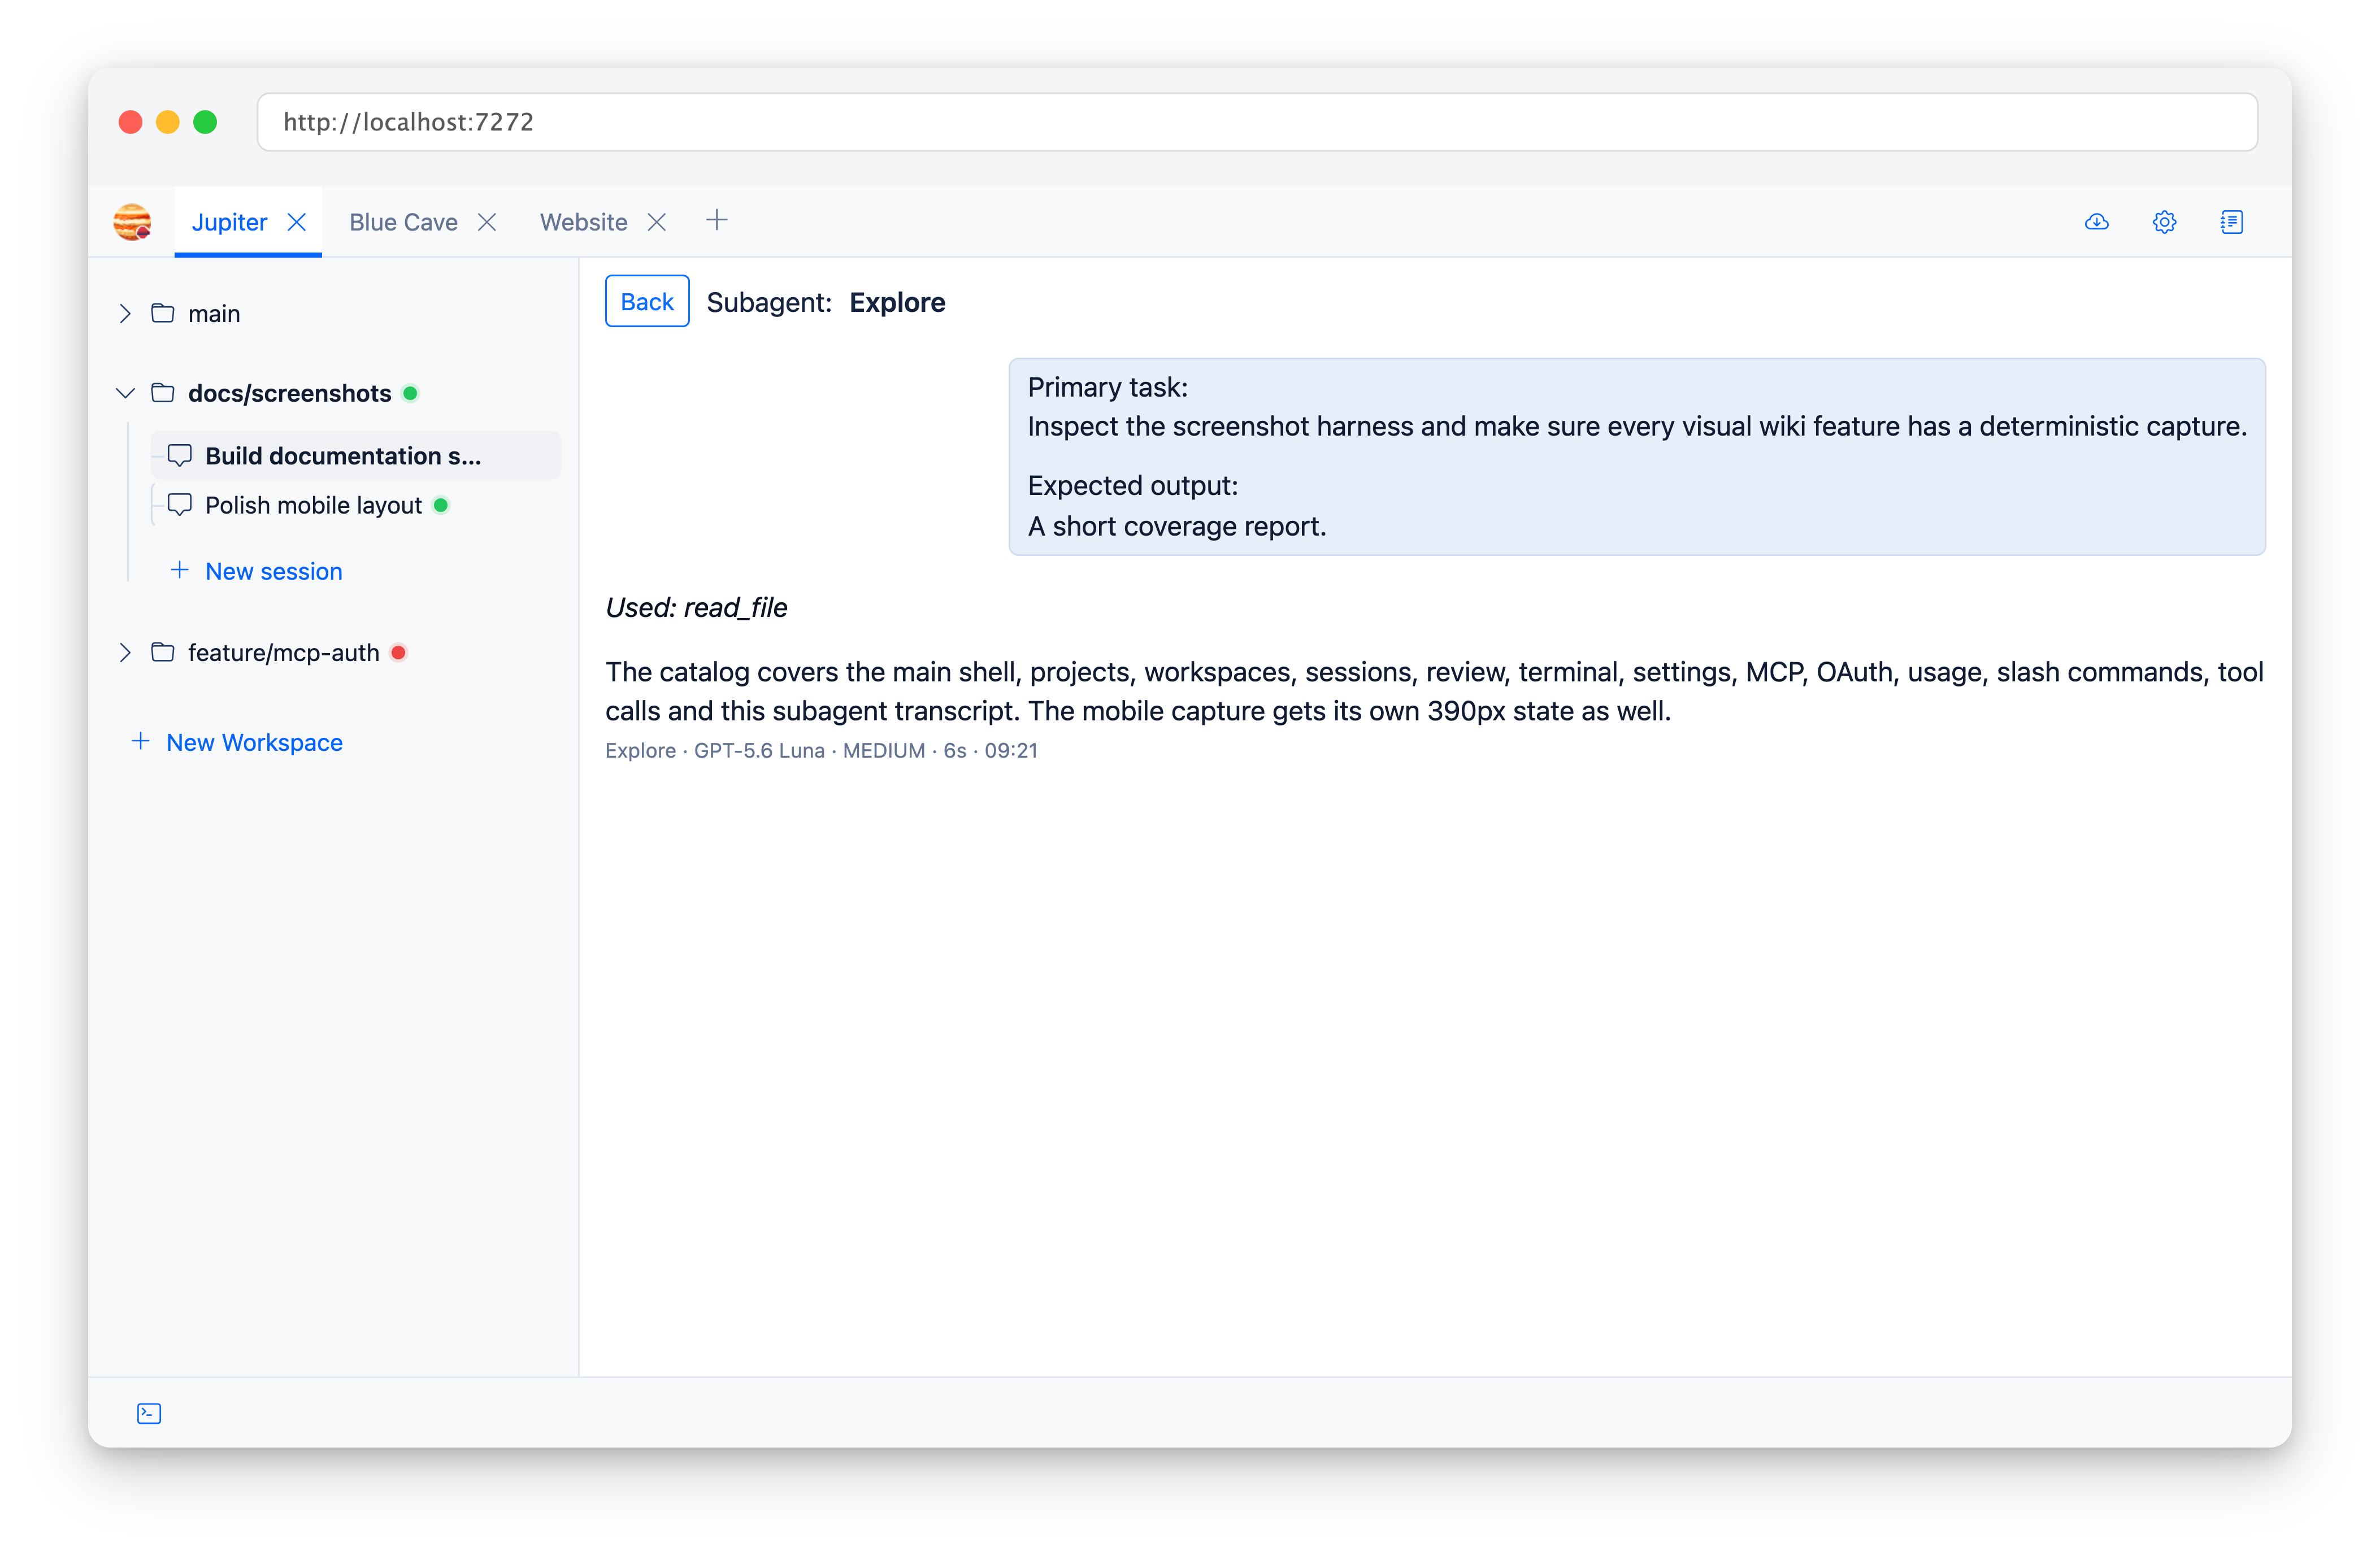 http://localhost:7272
Jupiter
Blue Cave
Website
main
docs/screenshots
Build documentation s...
Polish mobile layout
New session
feature/mcp-auth
New Workspace
Back
Subagent: Explore
Primary task:
Inspect the screenshot harness and make sure every visual wiki feature has a deterministic capture.
Expected output:
A short coverage report.
Used: read_file
The catalog covers the main shell, projects, workspaces, sessions, review, terminal, settings, MCP, OAuth, usage, slash commands, tool
calls and this subagent transcript. The mobile capture gets its own 390px state as well.
Explore · GPT-5.6 Luna · MEDIUM · 6s · 09:21